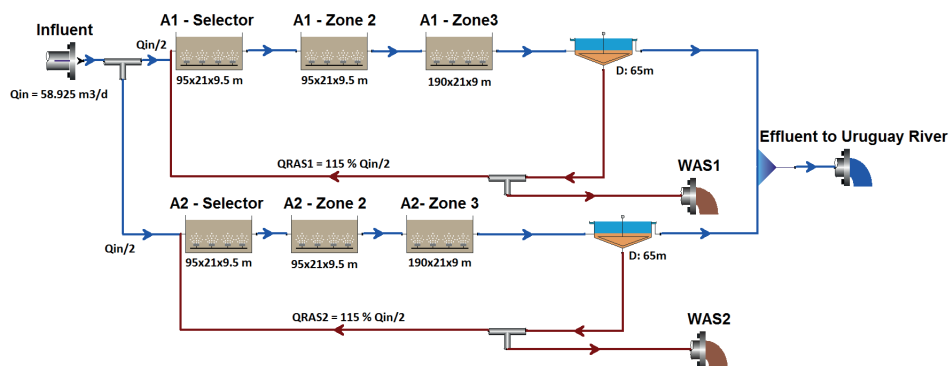 Influent
Qin/2
A1 - Selector
A1 - Zone 2
A1 - Zone3
Qin = 58.925 m3/d
95x21x9.5 m
95x21x9.5 m
190x21x9 m
D: 65m
Effluent to Uruguay River
QRAS1 = 115 % Qin/2
WAS1
A2 - Selector
A2 - Zone 2
A2- Zone 3
Qin/2
95x21x9.5 m
95x21x9.5 m
190x21x9 m
D: 65m
QRAS2 = 115 % Qin/2
WAS2